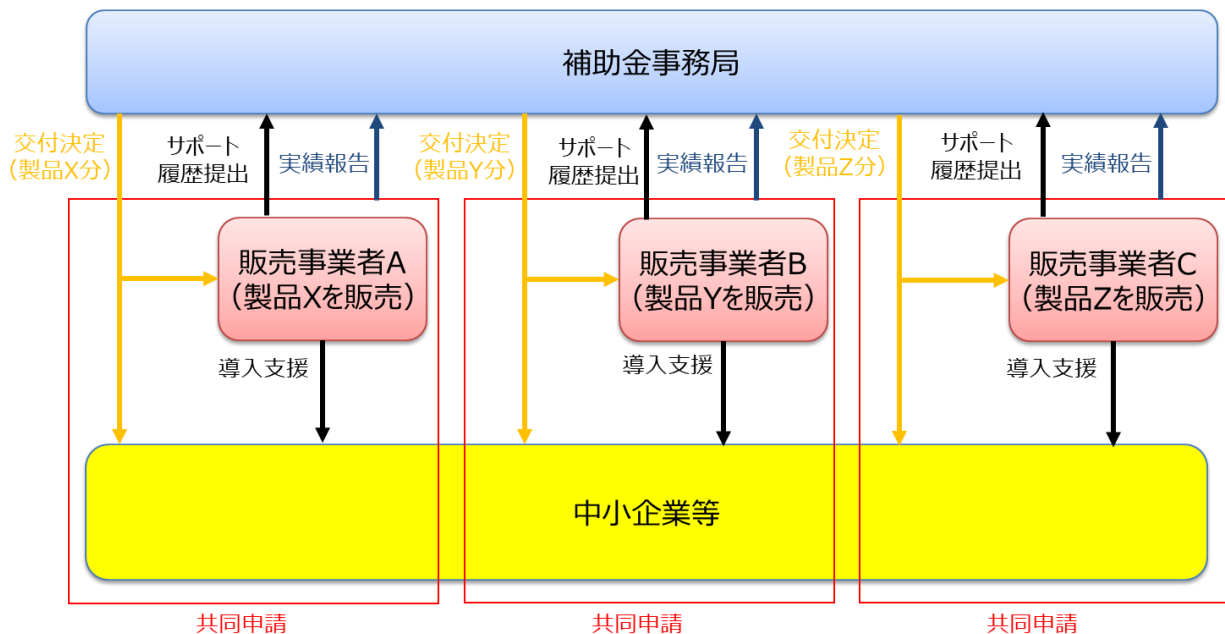 補助金事務局
交付決定
(製品X分)
サポート
履歴提出
実績報告
交付決定
(製品Y分)
サポート
履歴提出
実績報告
交付決定
(製品Z分)
サポート
履歴提出
実績報告
販売事業者A
(製品Xを販売)
販売事業者B
(製品Yを販売)
販売事業者C
(製品Zを販売)
導入支援
導入支援
導入支援
中小企業等
共同申請
共同申請
共同申請